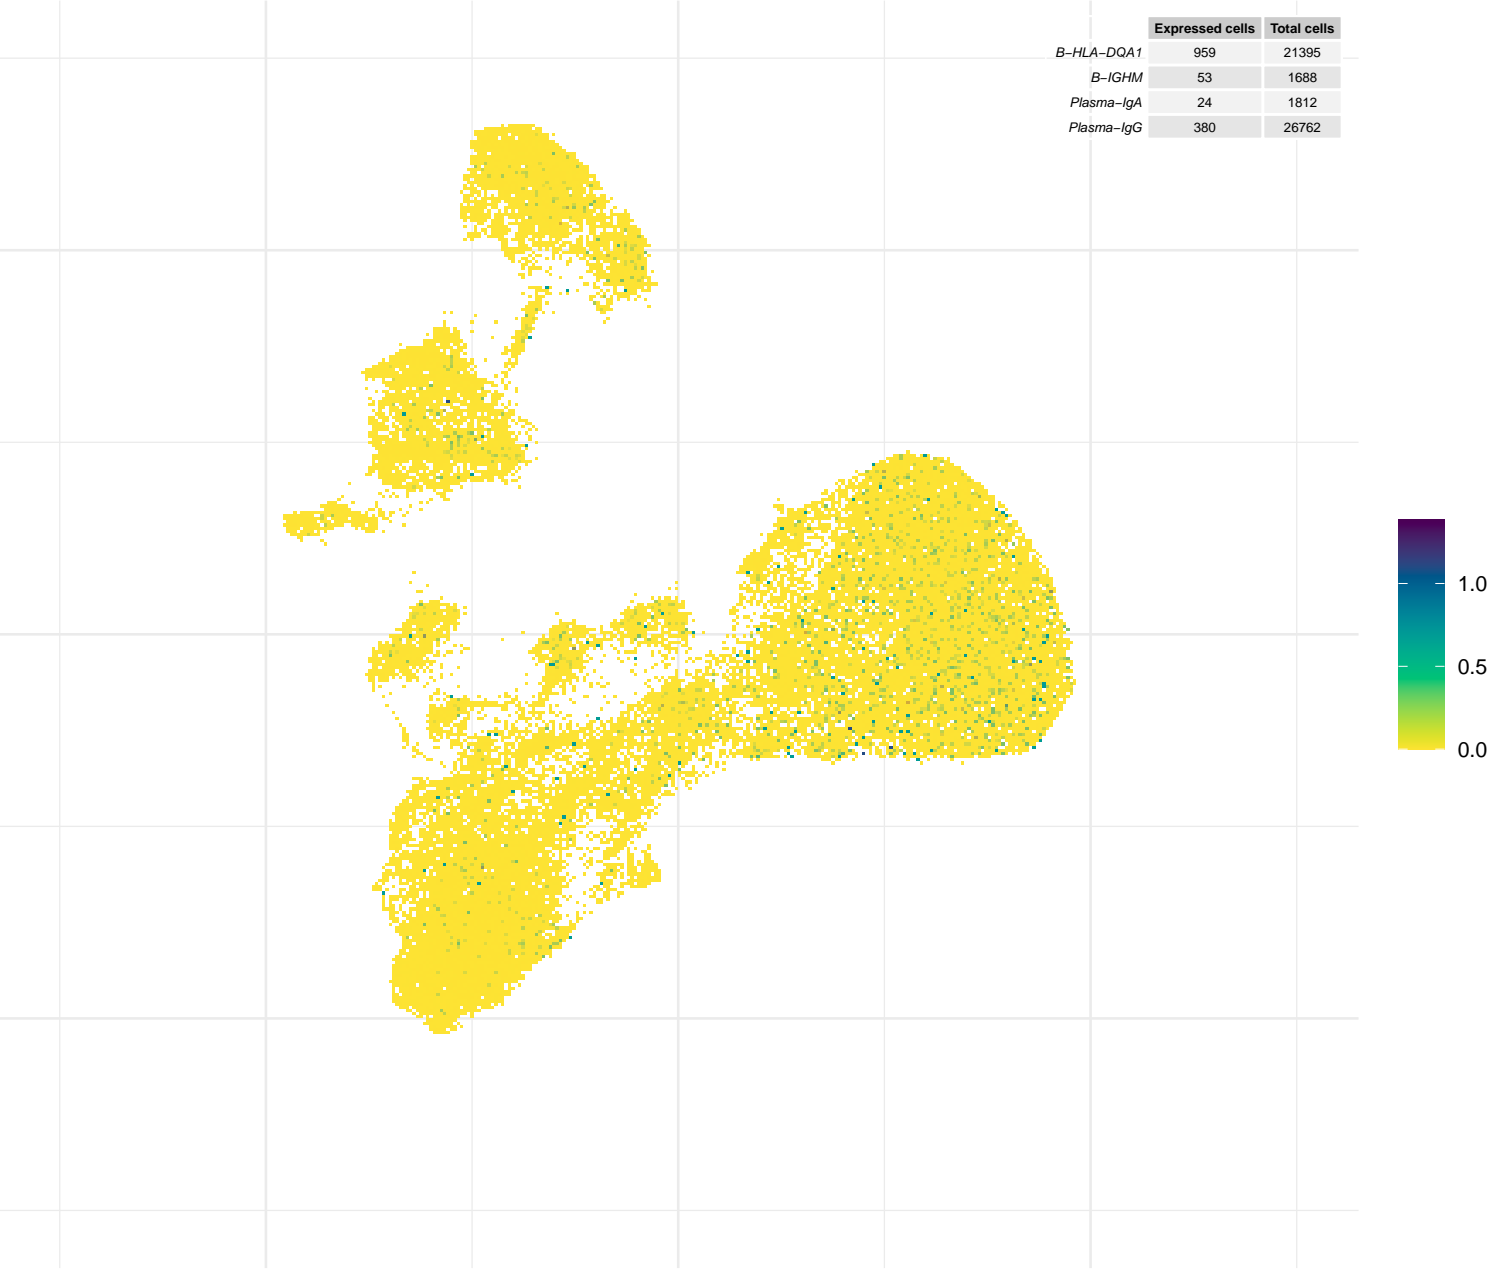 Expressed cells Total cells
B−HLA−DQA1 959 21395
B−IGHM 53 1688
Plasma−IgA 24 1812
Plasma−IgG 380 26762
1.0
0.5
0.0